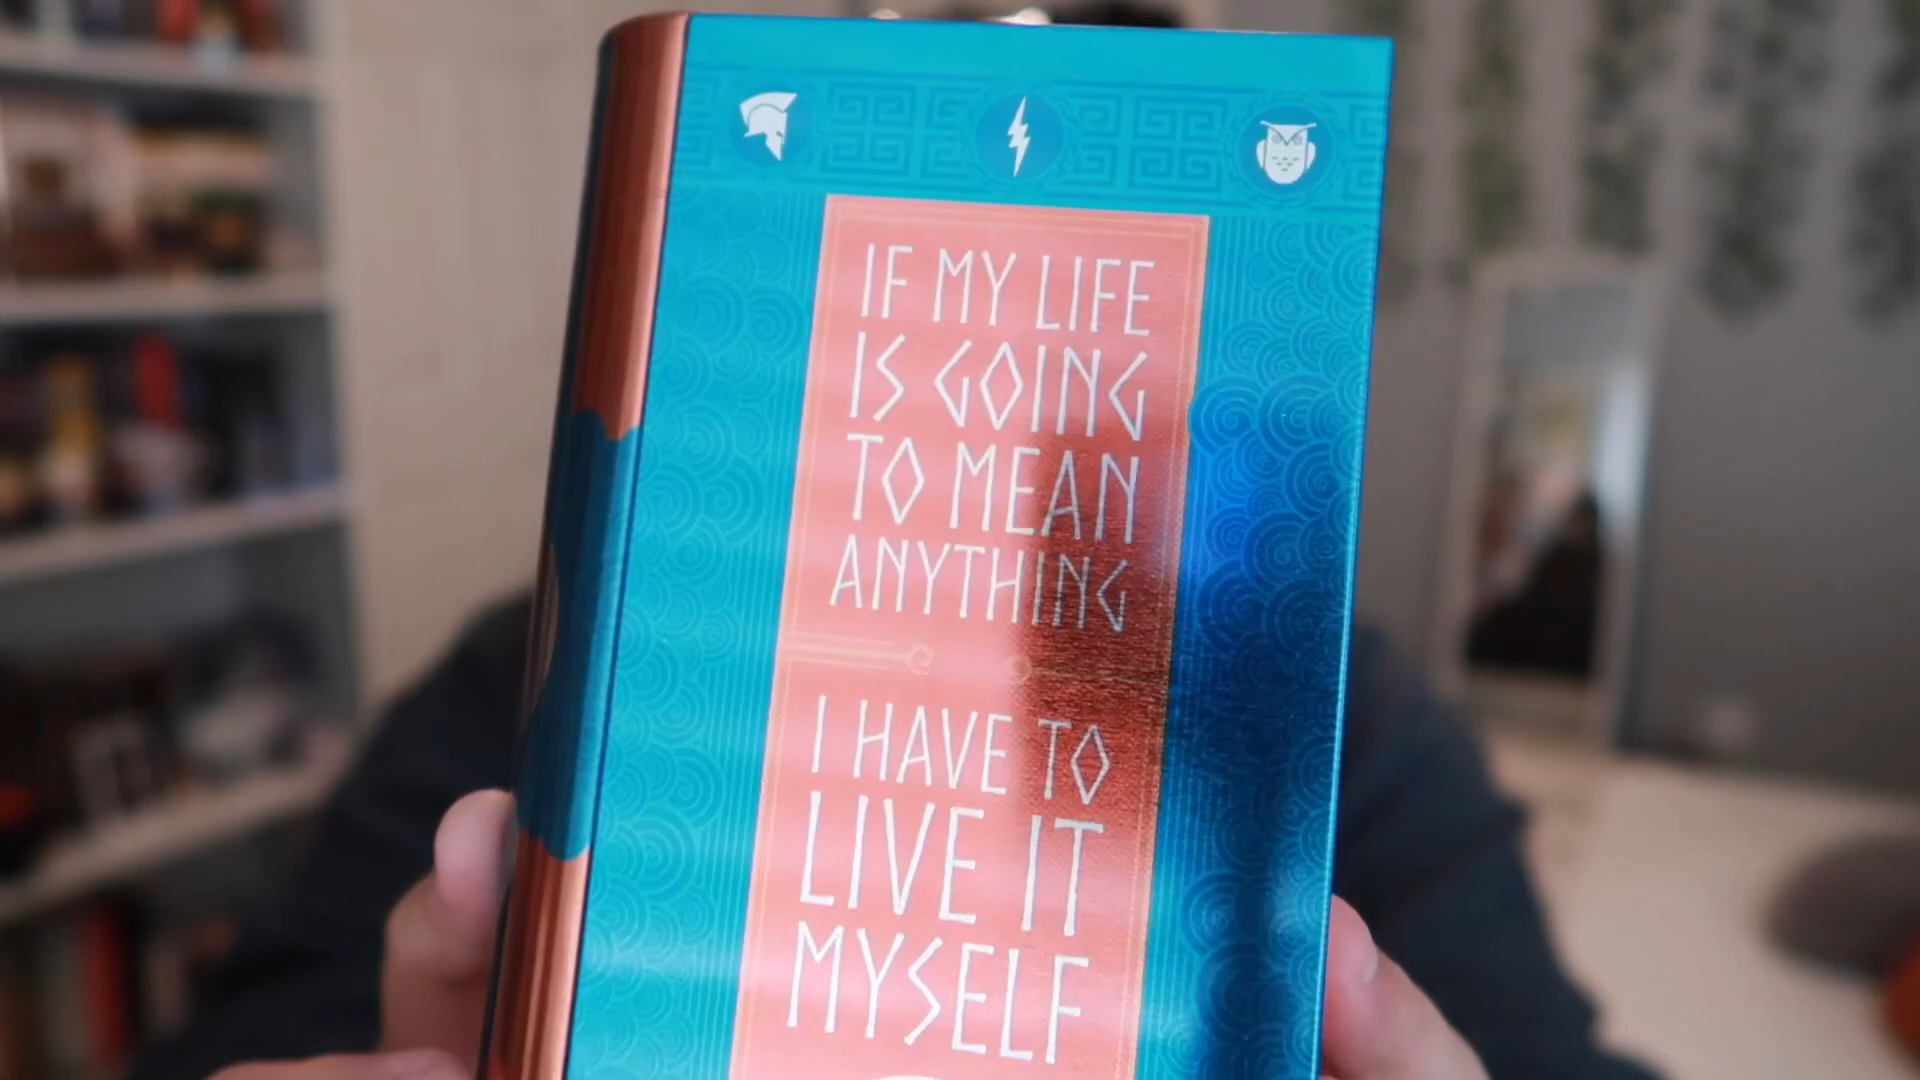 IF MY LIFE
IS GOING
TO MEAN
ANYTHING
I HAVE TO
LIVE IT
MYSELF